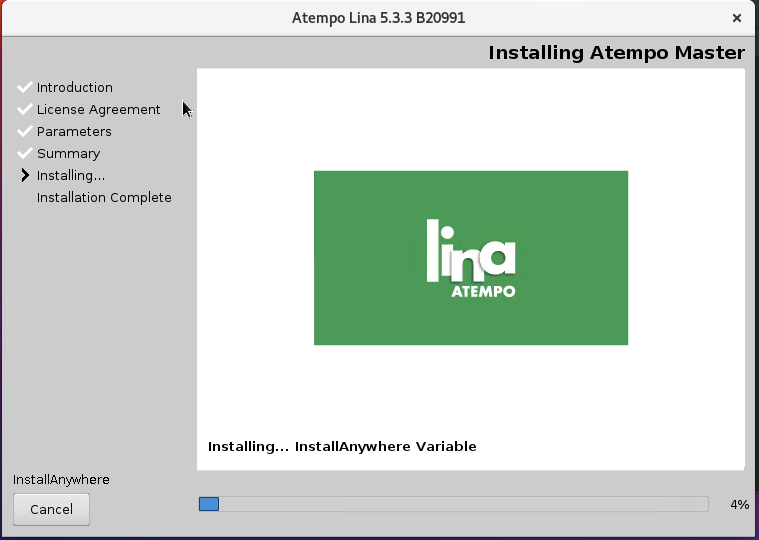 Atempo Lina 5.3.3 B20991
Installing Atempo Master
Introduction
License Agreement
Parameters
Summary
Installing...
Installation Complete
lina
ATEMPO
Installing... InstallAnywhere Variable
InstallAnywhere
Cancel
4%